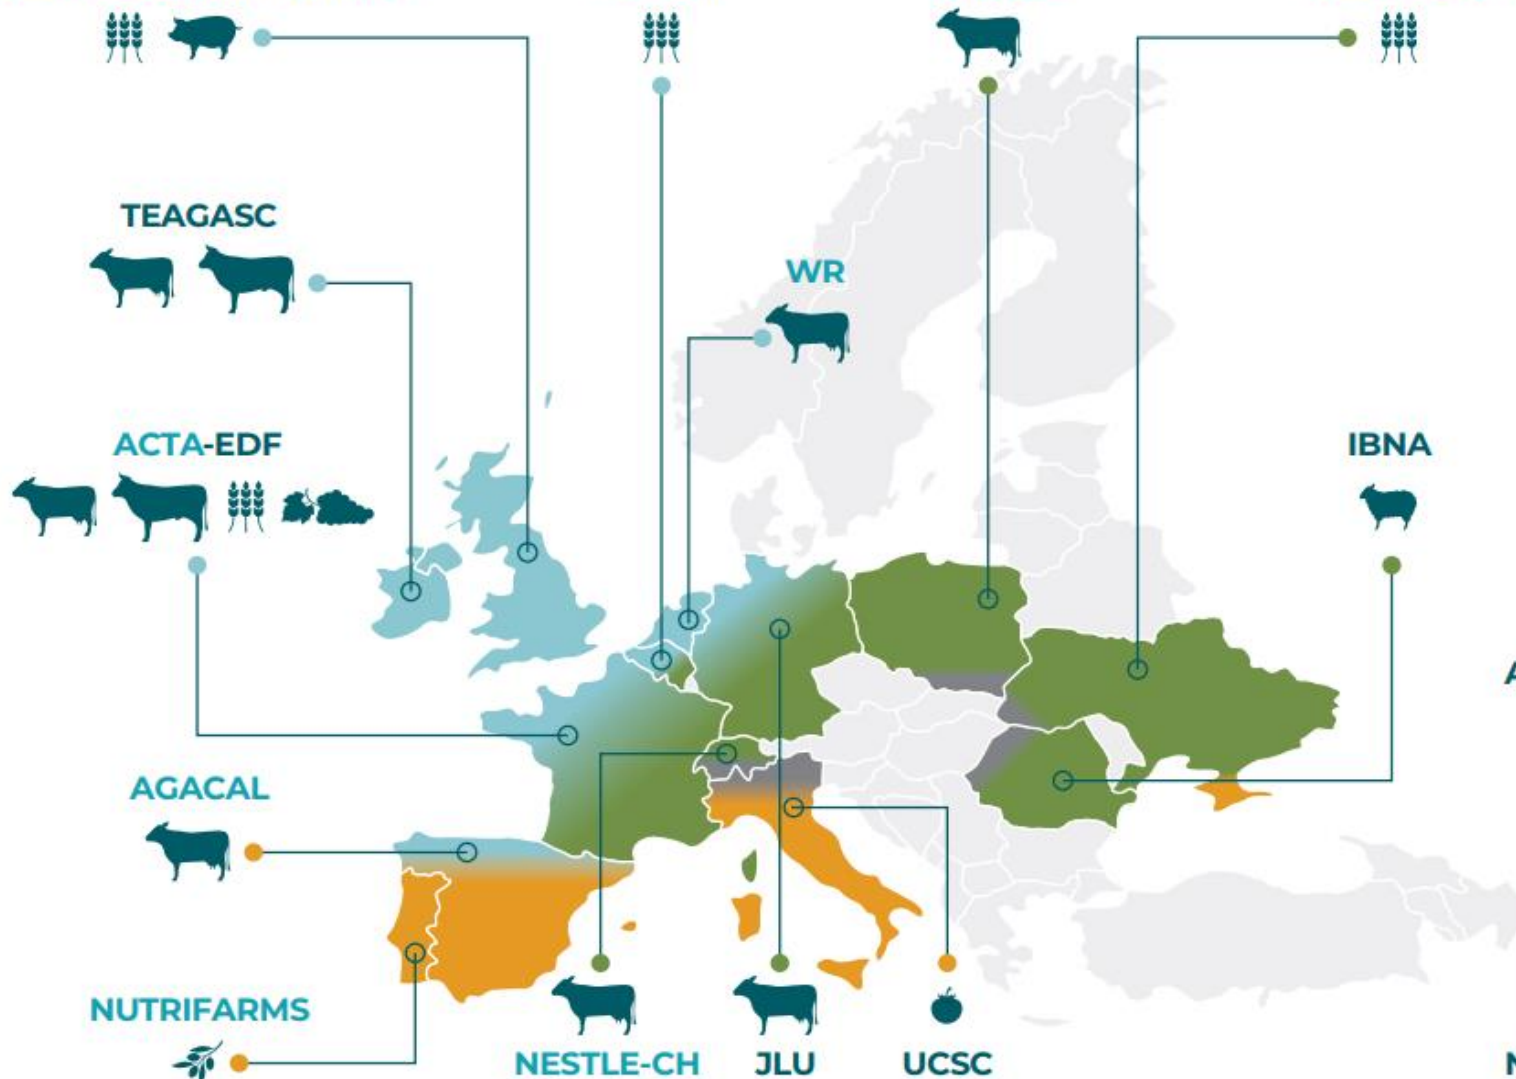 TEAGASC
WR
ACTA-EDF
IBNA
AGACAL
NUTRIFARMS
NESTLE-CH
JLU
UCSC